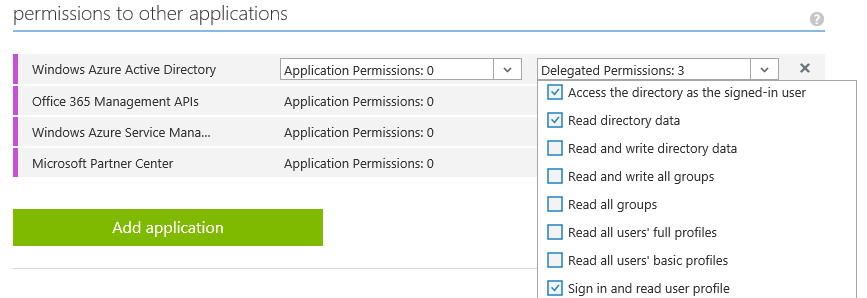 permissions to other applications
?
Windows Azure Active Directory Application Permissions: 0 Delegated Permissions: 3
Office 365 Management APIs Application Permissions: 0
Windows Azure Service Mana... Application Permissions: 0
Microsoft Partner Center Application Permissions: 0
Access the directory as the signed-in user
Read directory data
Read and write directory data
Read and write all groups
Read all groups
Read all users' full profiles
Read all users' basic profiles
Sign in and read user profile
Add application